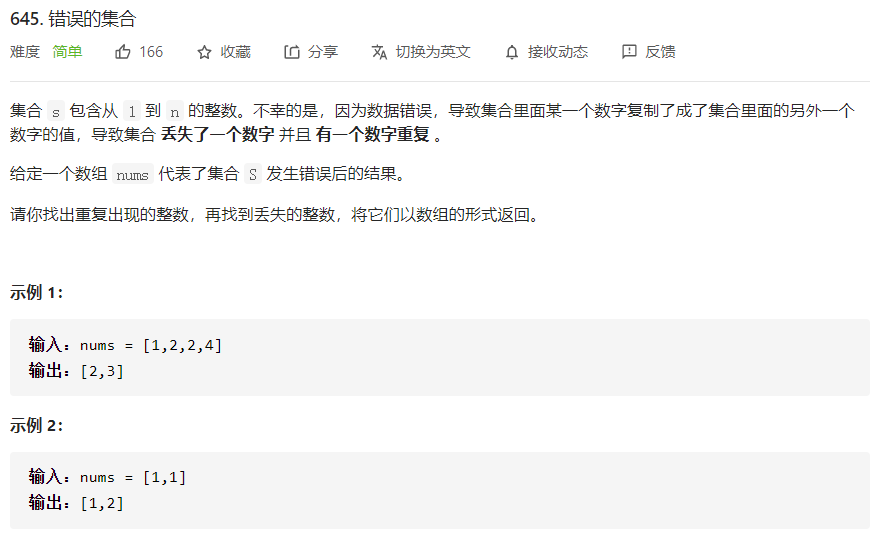 645. 错误的集合
难度 简单 166 收藏 分享 切换为英文 接收动态 反馈
集合 s 包含从 1 到 n 的整数。不幸的是，因为数据错误，导致集合里面某一个数字复制了成了集合里面的另外一个
数字的值，导致集合 丢失了一个数字 并且 有一个数字重复 。
给定一个数组 nums 代表了集合 S 发生错误后的结果。
请你找出重复出现的整数，再找到丢失的整数，将它们以数组的形式返回。
示例 1：
输入：nums = [1,2,2,4]
输出：[2,3]
示例 2：
输入：nums = [1,1]
输出：[1,2]